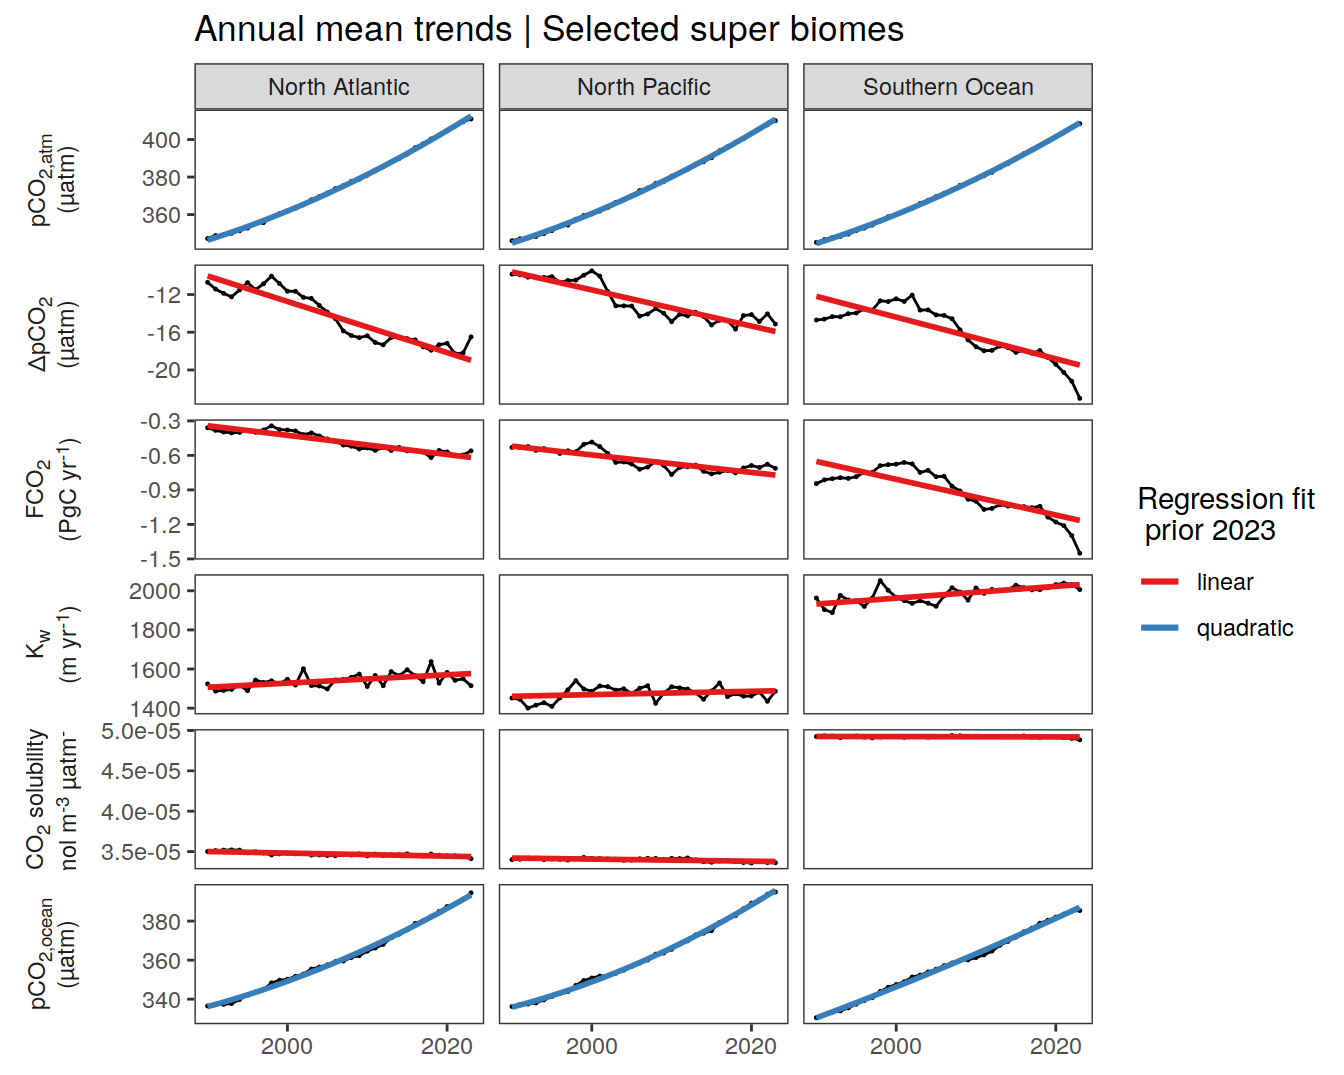 Annual mean trends | Selected super biomes
North Atlantic
North Pacific
Southern Ocean
pCO2,atm
(µatm)
400
380
360
ΔpCO2
(µatm)
-12
-16
-20
FCO2
(PgC yr-1)
-0.3
-0.6
-0.9
-1.2
-1.5
Kw
(m yr-1)
2000
1800
1600
1400
CO2 solubility
nol m-3 µatm-
5.0e-05
4.5e-05
4.0e-05
3.5e-05
pCO2,ocean
(µatm)
380
360
340
2000
2020
2000
2020
2000
2020
Regression fit
prior 2023
linear
quadratic